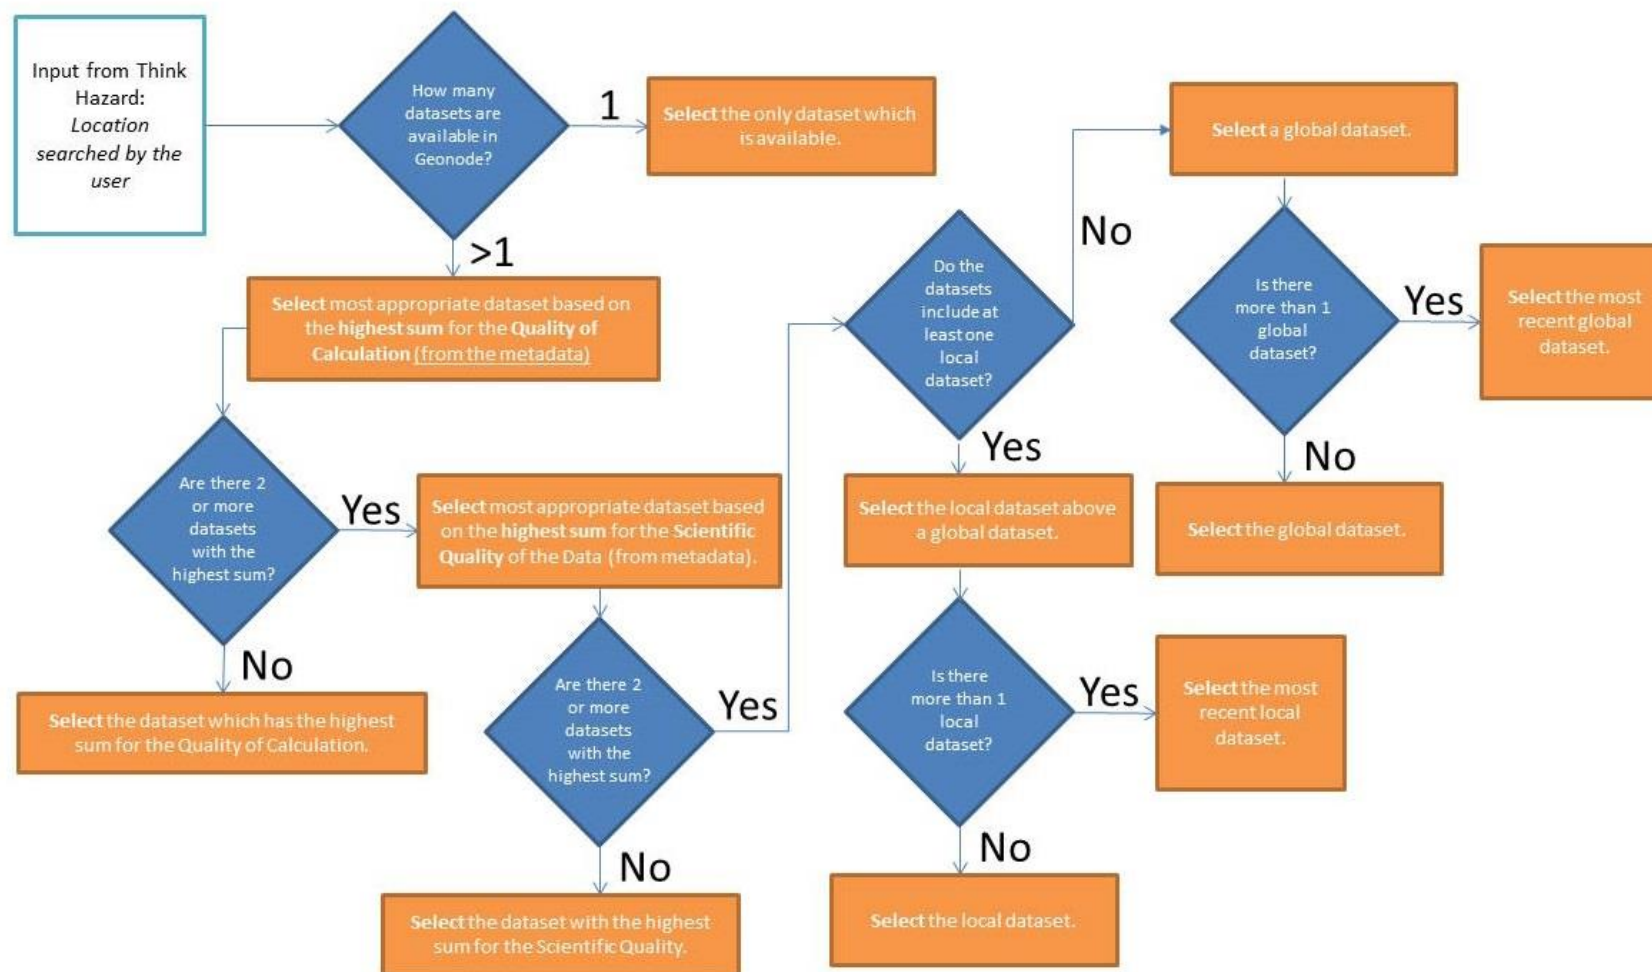 Input from Think
Hazard:
Location
searched by the
user
How many
datasets are
available in
Geonode?
1
Select the only dataset which
is available.
>1
Select most appropriate dataset based on
the highest sum for the Quality of
Calculation (from the metadata)
Are there 2
or more
datasets
with the
highest sum?
No
Select the dataset which has the highest
sum for the Quality of Calculation.
Yes
Select most appropriate dataset based
on the highest sum for the Scientific
Quality of the Data (from metadata).
Are there 2
or more
datasets
with the
highest sum?
No
Select the dataset with the highest
sum for the Scientific Quality.
Yes
Do the
datasets
include at
least one
local
dataset?
Yes
Select the local dataset above
a global dataset.
Is there
more than 1
local
dataset?
Yes
Select the most
recent local
dataset.
No
Select the local dataset.
No
Select a global dataset.
Is there
more than 1
global
dataset?
Yes
Select the most
recent global
dataset.
No
Select the global dataset.